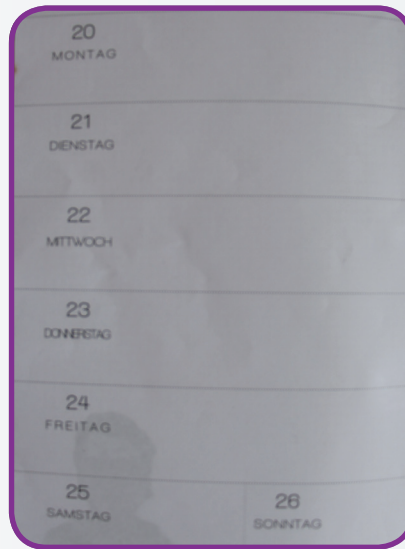 20
MONTAG
21
DIENSTAG
22
MITTWOCH
23
DONNERSTAG
24
FREITAG
25
SAMSTAG
26
SONNTAG